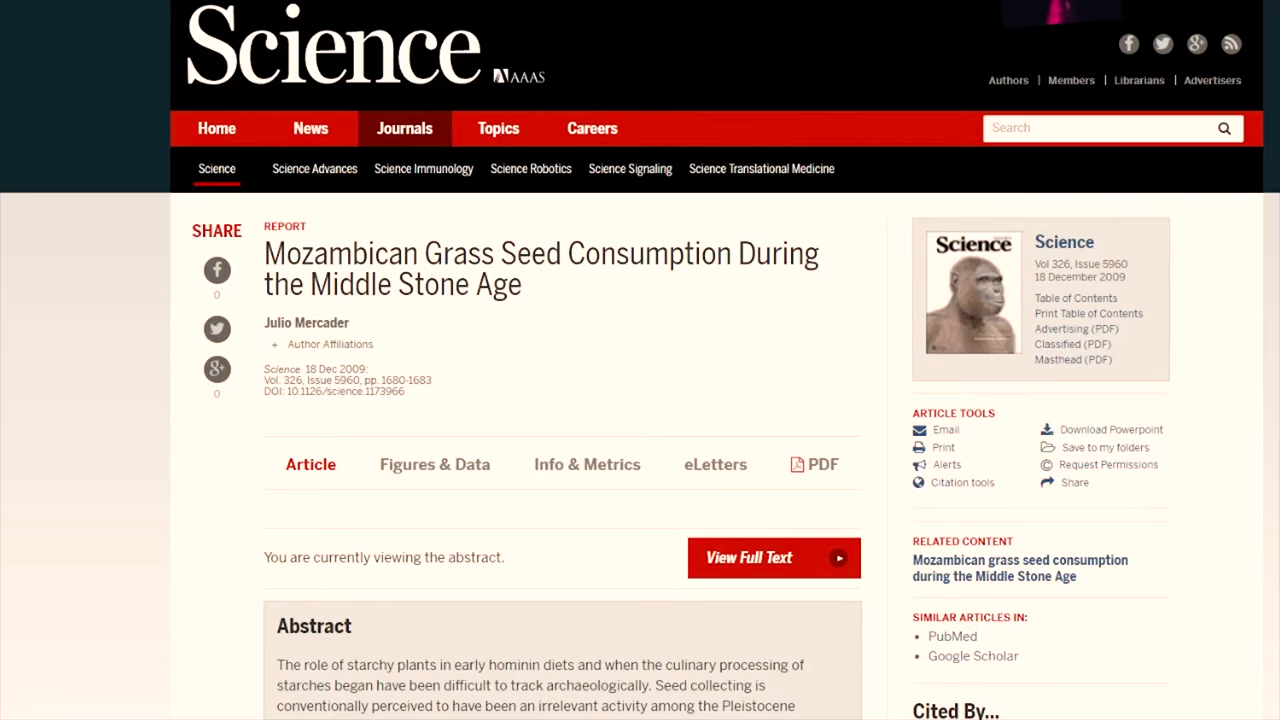 Science
AAAS
Authors | Members | Librarians | Advertisers
Home News Journals Topics Careers
Search
Science Science Advances Science Immunology Science Robotics Science Signaling Science Translational Medicine
SHARE
0
0
REPORT
Mozambican Grass Seed Consumption During
the Middle Stone Age
Julio Mercader
+ Author Affiliations
Science 18 Dec 2009:
Vol. 326, Issue 5960, pp. 1680-1683
DOI: 10.1126/science.1173966
Article Figures & Data Info & Metrics eLetters PDF
You are currently viewing the abstract.
View Full Text
Abstract
The role of starchy plants in early hominin diets and when the culinary processing of
starches began have been difficult to track archaeologically. Seed collecting is
conventionally perceived to have been an irrelevant activity among the Pleistocene
Science
Science
Vol 326, Issue 5960
18 December 2009
Table of Contents
Print Table of Contents
Advertising (PDF)
Classified (PDF)
Masthead (PDF)
ARTICLE TOOLS
Email
Download Powerpoint
Print
Save to my folders
Alerts
Request Permissions
Citation tools
Share
RELATED CONTENT
Mozambican grass seed consumption
during the Middle Stone Age
SIMILAR ARTICLES IN:
• PubMed
• Google Scholar
Cited By...